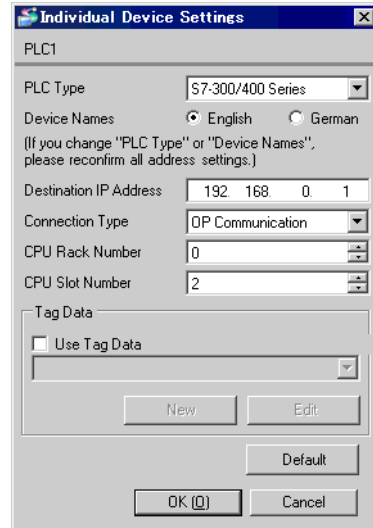 Individual Device Settings
PLC1
PLC Type S7-300/400 Series
Device Names English German
(If you change "PLC Type" or "Device Names",
please reconfirm all address settings.)
Destination IP Address 192. 168. 0. 1
Connection Type OP Communication
CPU Rack Number 0
CPU Slot Number 2
Tag Data
Use Tag Data
New Edit
Default
OK (O) Cancel